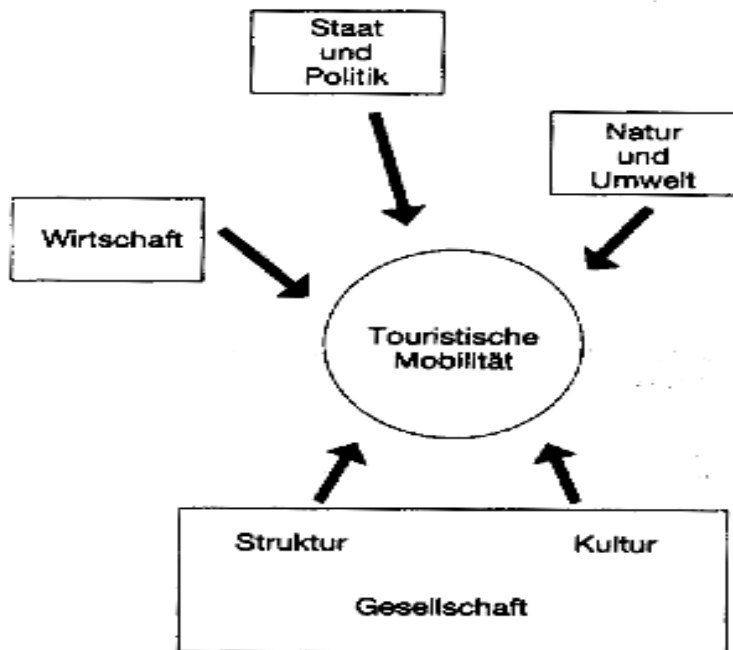 Staat
und
Politik
Natur
und
Umwelt
Wirtschaft
Touristische
Mobilität
Struktur
Kultur
Gesellschaft